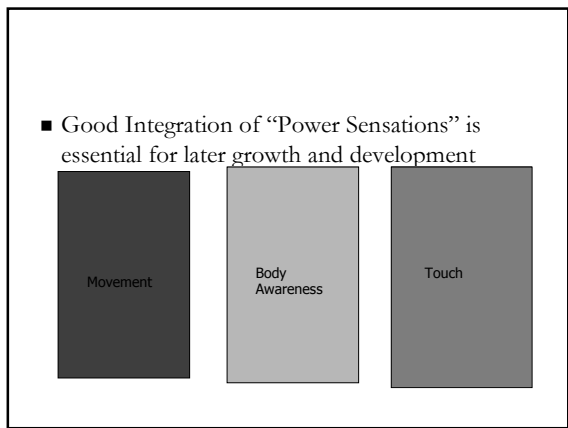 ■ Good Integration of “Power Sensations” is
essential for later growth and development
Movement
Body
Awareness
Touch